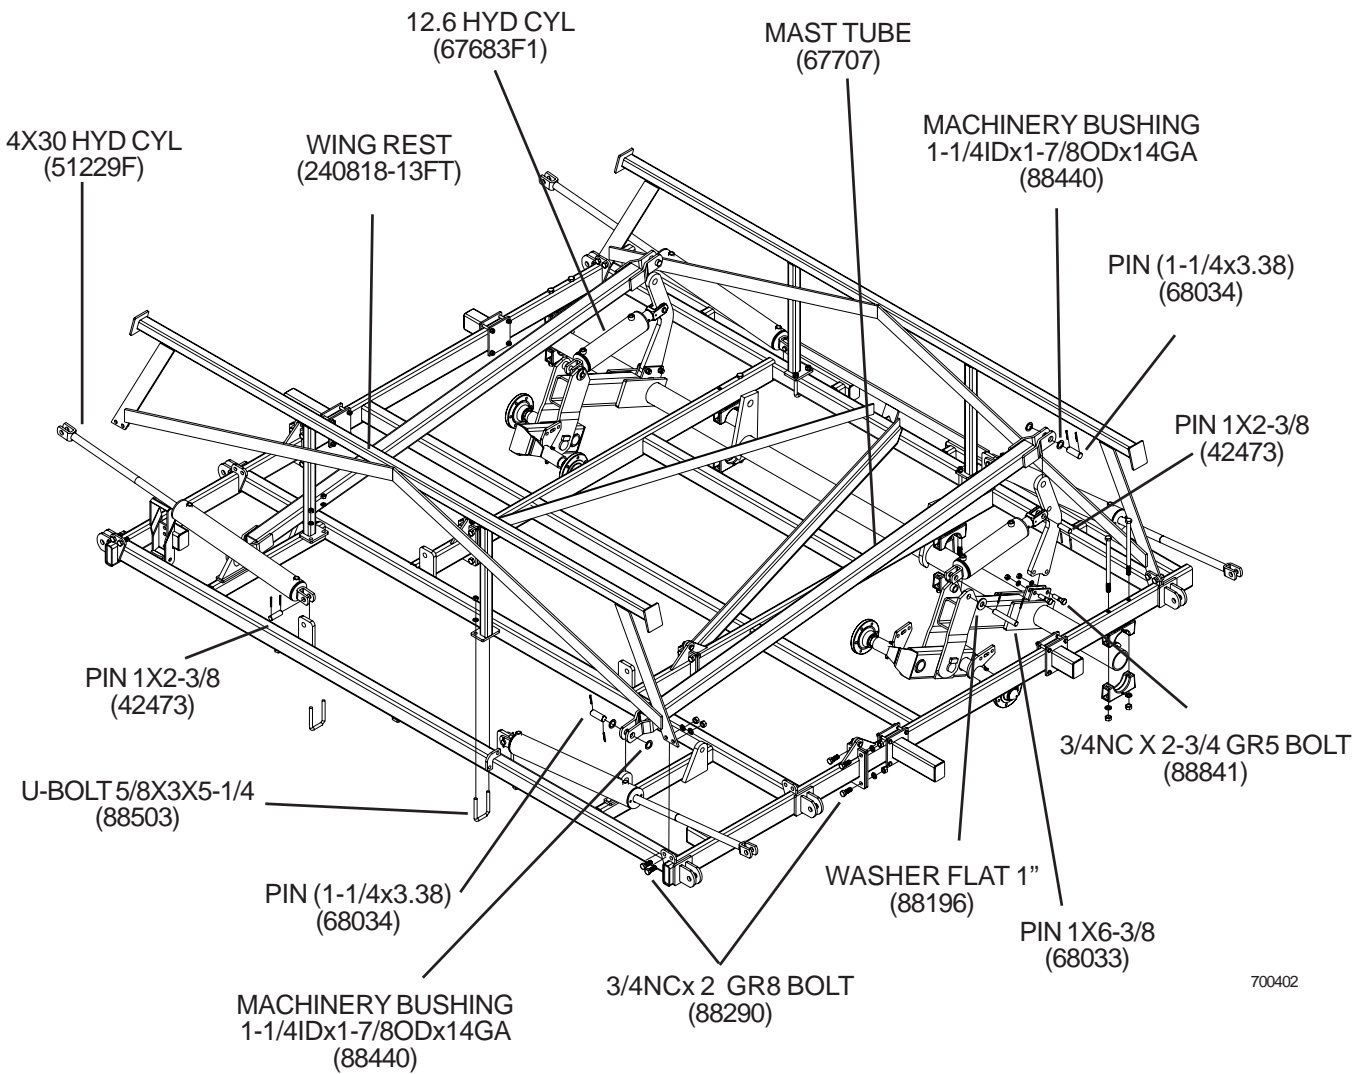 12.6 HYD CYL
(67683F1)
MAST TUBE
(67707)
4X30 HYD CYL
(51229F)
WING REST
(240818-13FT)
MACHINERY BUSHING
1-1/4IDx1-7/8ODx14GA
(88440)
PIN (1-1/4x3.38)
(68034)
PIN 1X2-3/8
(42473)
PIN 1X2-3/8
(42473)
3/4NC X 2-3/4 GR5 BOLT
(88841)
U-BOLT 5/8X3X5-1/4
(88503)
WASHER FLAT 1”
(88196)
PIN (1-1/4x3.38)
(68034)
PIN 1X6-3/8
(68033)
3/4NCx 2 GR8 BOLT
(88290)
MACHINERY BUSHING
1-1/4IDx1-7/8ODx14GA
(88440)
700402